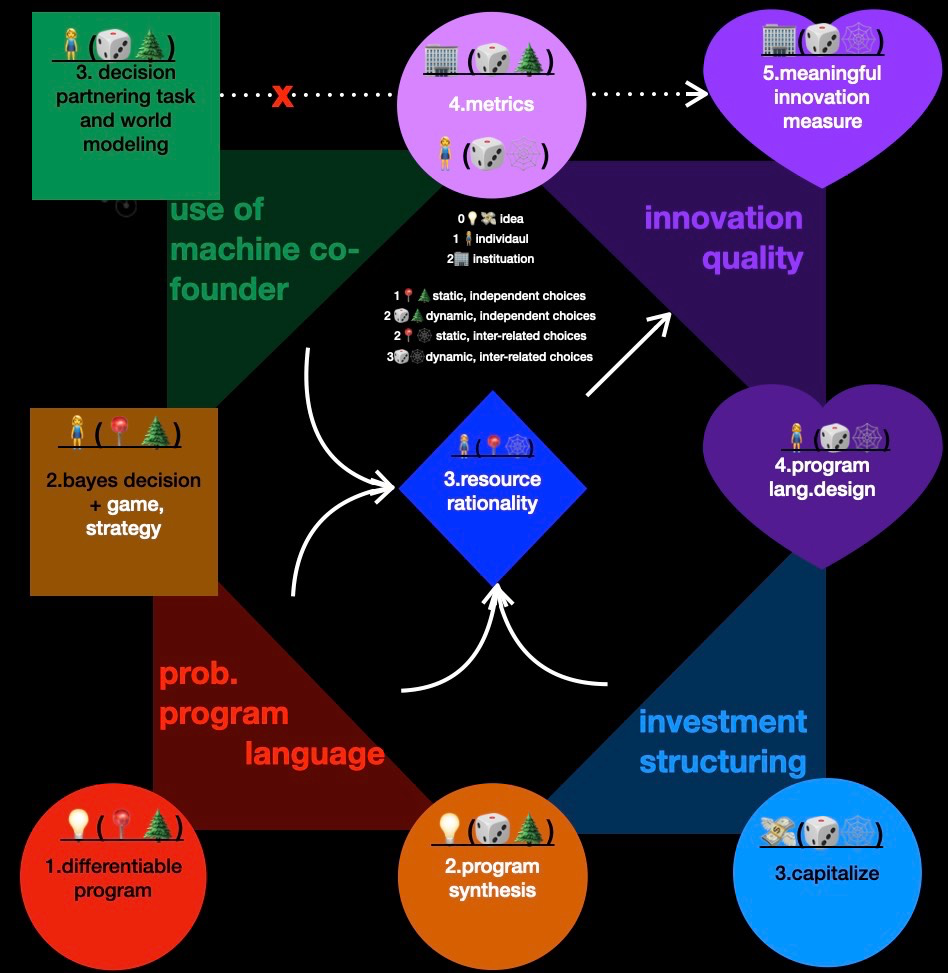 🧍‍♀️(🎲🌲)
3. decision
partnering task
and world
modeling
X
🏢(🎲🌲)
4.metrics
🧍‍♀️(🎲🕸️)
🏢(🎲🕸️)
5.meaningful
innovation
measure
use of
machine co-
founder
0💡💸 idea
1🧍‍♀️individaul
2🏢 instituation
1📍🌲static, independent choices
2 🎲🌲dynamic, independent choices
2📍🕸️ static, inter-related choices
3🎲🕸️dynamic, inter-related choices
innovation
quality
🧍‍♀️(📍🌲)
2.bayes decision
+ game,
strategy
🧍‍♀️(📍🕸️)
3.resource
rationality
🧍‍♀️(🎲🕸️)
4.program
lang.design
prob.
program
language
investment
structuring
💡(📍🌲)
1.differentiable
program
💡(🎲🌲)
2.program
synthesis
💸(🎲🕸️)
3.capitalize